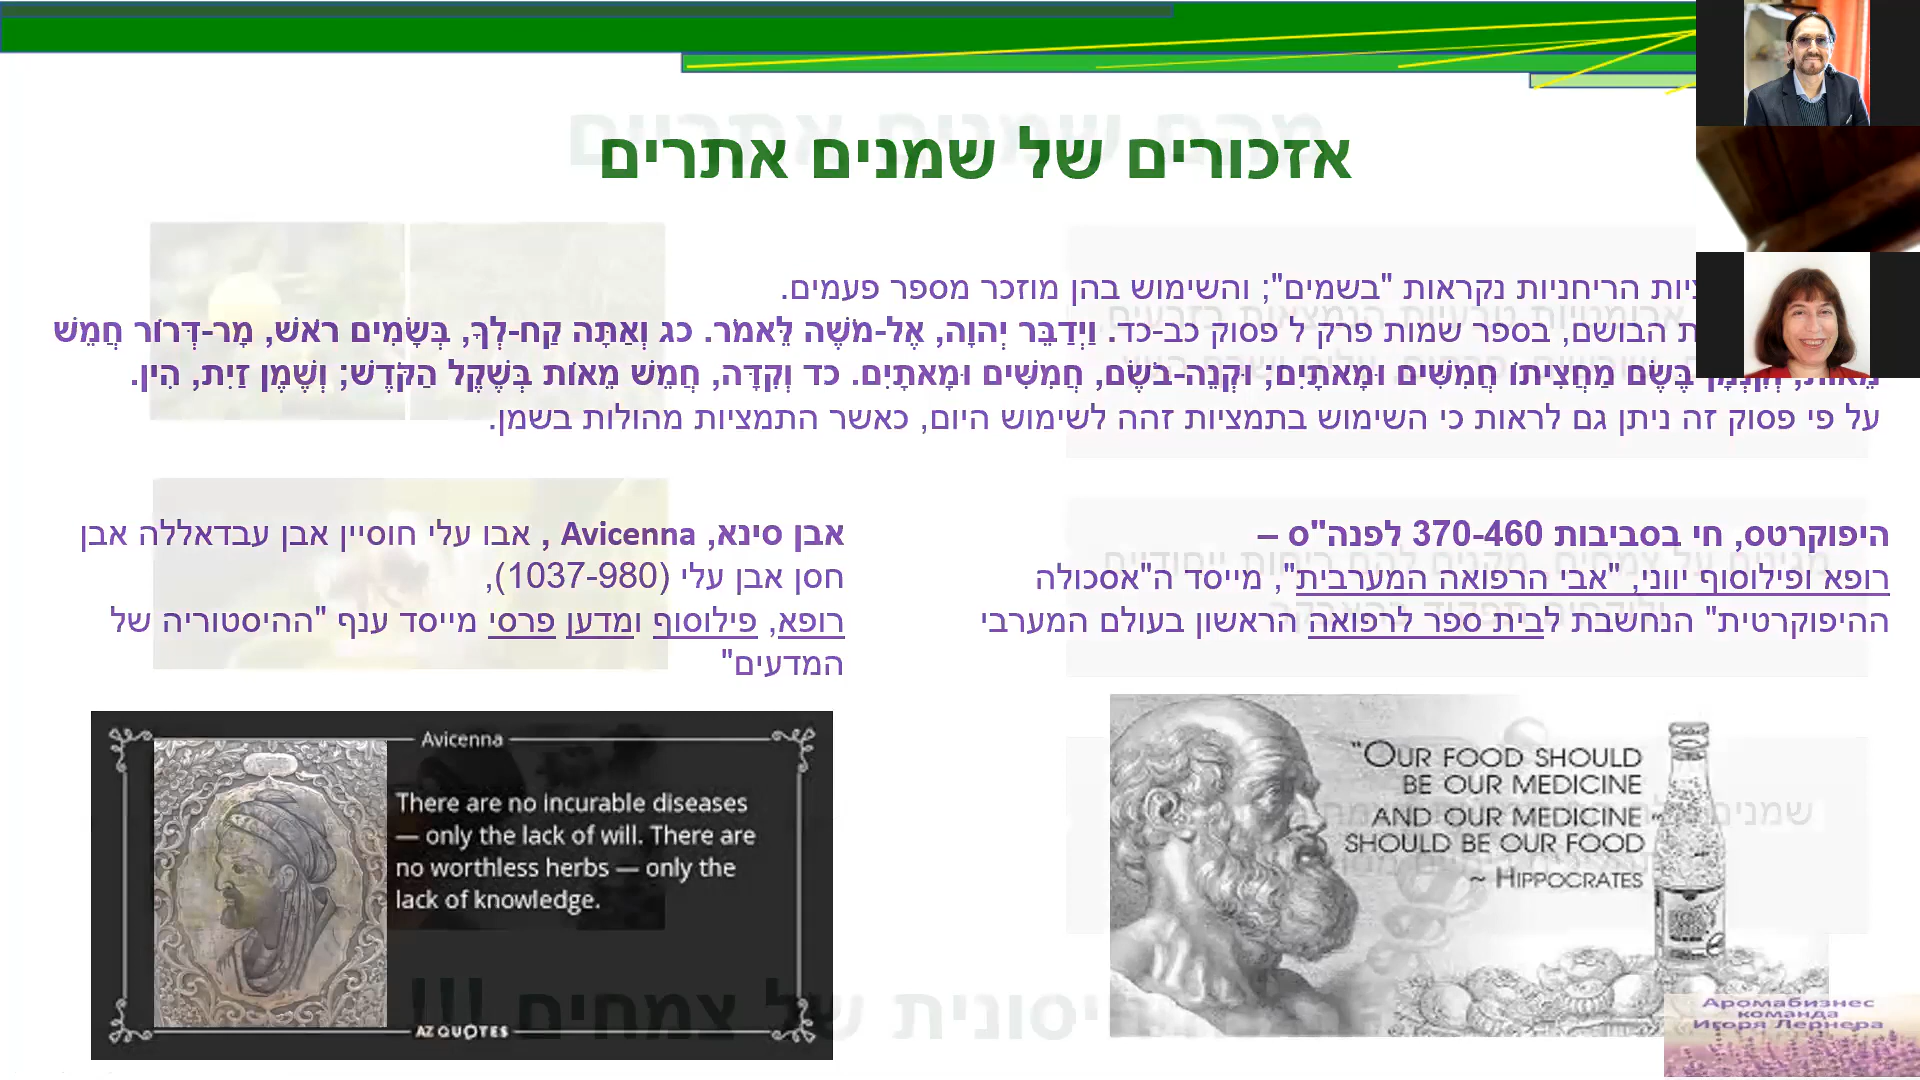 אזכורים של שמנים אתרים
הריחניות נקראות "בשמים"; והשימוש בהן מוזכר מספר פעמים.
הבושם, בספר שמות פרק ל פסוק כב-כד. וַיְדַבֵּר יְהוָה, אֶל-מֹשֶׁה לֵּאמֹר. כג וְאַתָּה קַח-לְךָ, בְּשָׂמִים רֹאשׁ, מָר-דְּרוֹר חֲמֵשׁ
בֶּשֶׂם מַחֲצִיתוֹ חֲמִשִּׁים וּמָאתָיִם; וּקְנֵה-בֹשֶׂם, חֲמִשִּׁים וּמָאתָיִם. כד וְקִדָּה, חֲמֵשׁ מֵאוֹת בְּשֶׁקֶל הַקֹּדֶשׁ; וְשֶׁמֶן זַיִת, הִין.
על פי פסוק זה ניתן גם לראות כי השימוש בתמציות זהה לשימוש היום, כאשר התמציות מהולות בשמן.
היפוקרטס, חי בסביבות 370-460 לפנה"ס –
רופא ופילוסוף יווני, "אבי הרפואה המערבית", מייסד ה"אסכולה
ההיפוקרטית" הנחשבת לבית ספר לרפואה הראשון בעולם המערבי
אבן סינא, Avicenna , אבו עלי חוסיין אבן עבדאללה אבן
חסן אבן עלי (1037-980),
רופא, פילוסוף ומדען פרסי מייסד ענף "ההיסטוריה של
המדעים"
"OUR FOOD SHOULD
BE OUR MEDICINE
AND OUR MEDICINE
SHOULD BE OUR FOOD
~ HIPPOCRATES
Avicenna
There are no incurable diseases
— only the lack of will. There are
no worthless herbs — only the
lack of knowledge.
AZ QUOTES
Аромабизнес
команда
Игоря Лернера
מהם שמנים אתריים
של צמחים !!!